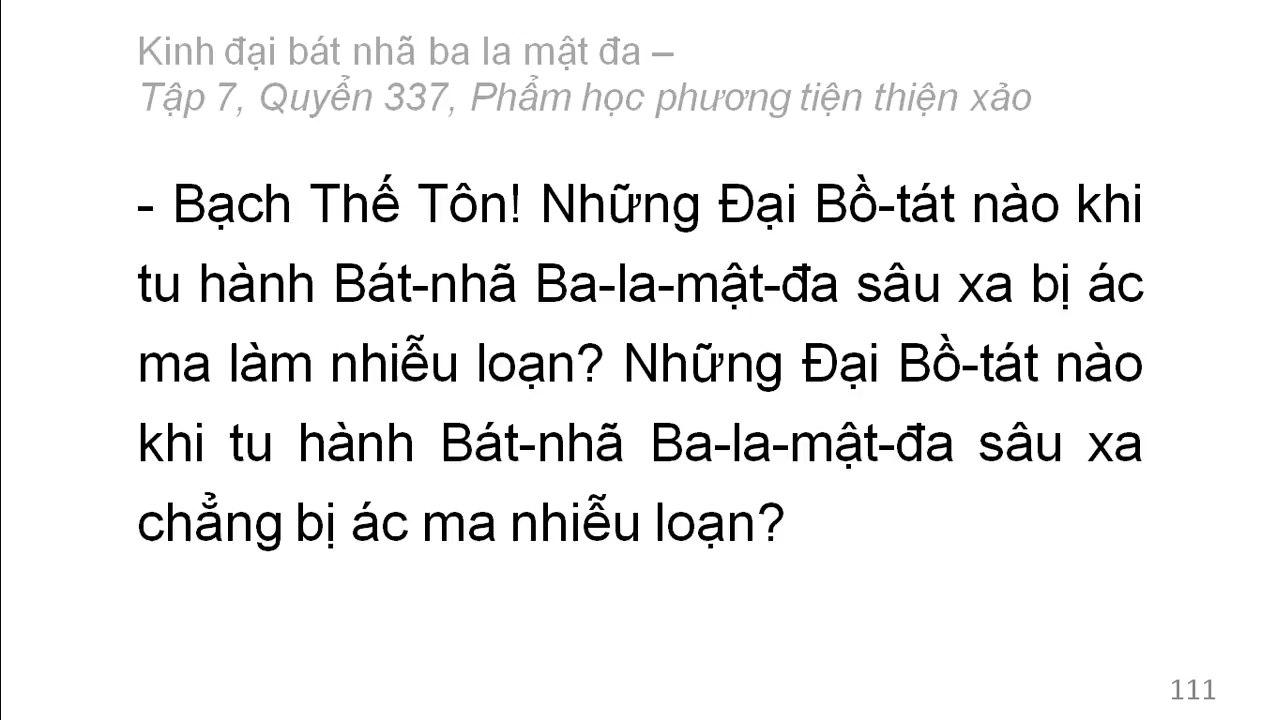 Kinh đại bát nhã ba la mật đa –
Tập 7, Quyển 337, Phẩm học phương tiện thiện xảo
- Bạch Thế Tôn! Những Đại Bồ-tát nào khi
tu hành Bát-nhã Ba-la-mật-đa sâu xa bị ác
ma làm nhiễu loạn? Những Đại Bồ-tát nào
khi tu hành Bát-nhã Ba-la-mật-đa sâu xa
chẳng bị ác ma nhiễu loạn?
111